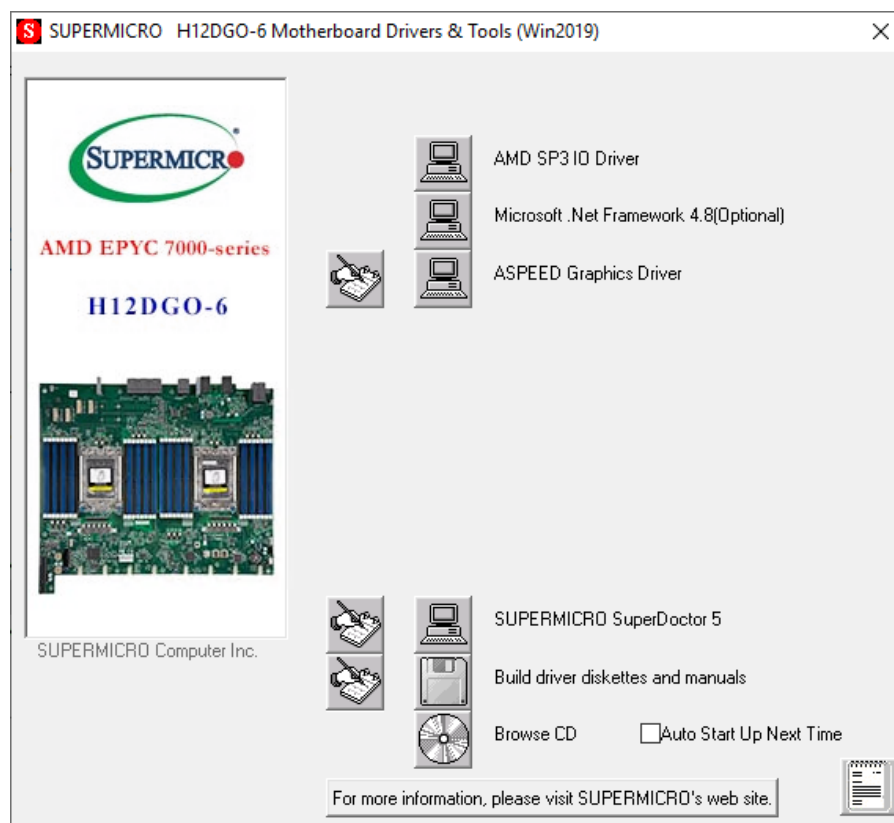 S SUPERMICRO H12DGO-6 Motherboard Drivers & Tools (Win2019)
SUPERMICRO
AMD EPYC 7000-series
H12DGO-6
SUPERMICRO Computer Inc.
AMD SP3 IO Driver
Microsoft .Net Framework 4.8(Optional)
ASPEED Graphics Driver
SUPERMICRO SuperDoctor 5
Build driver diskettes and manuals
Browse CD Auto Start Up Next Time
For more information, please visit SUPERMICRO's web site.